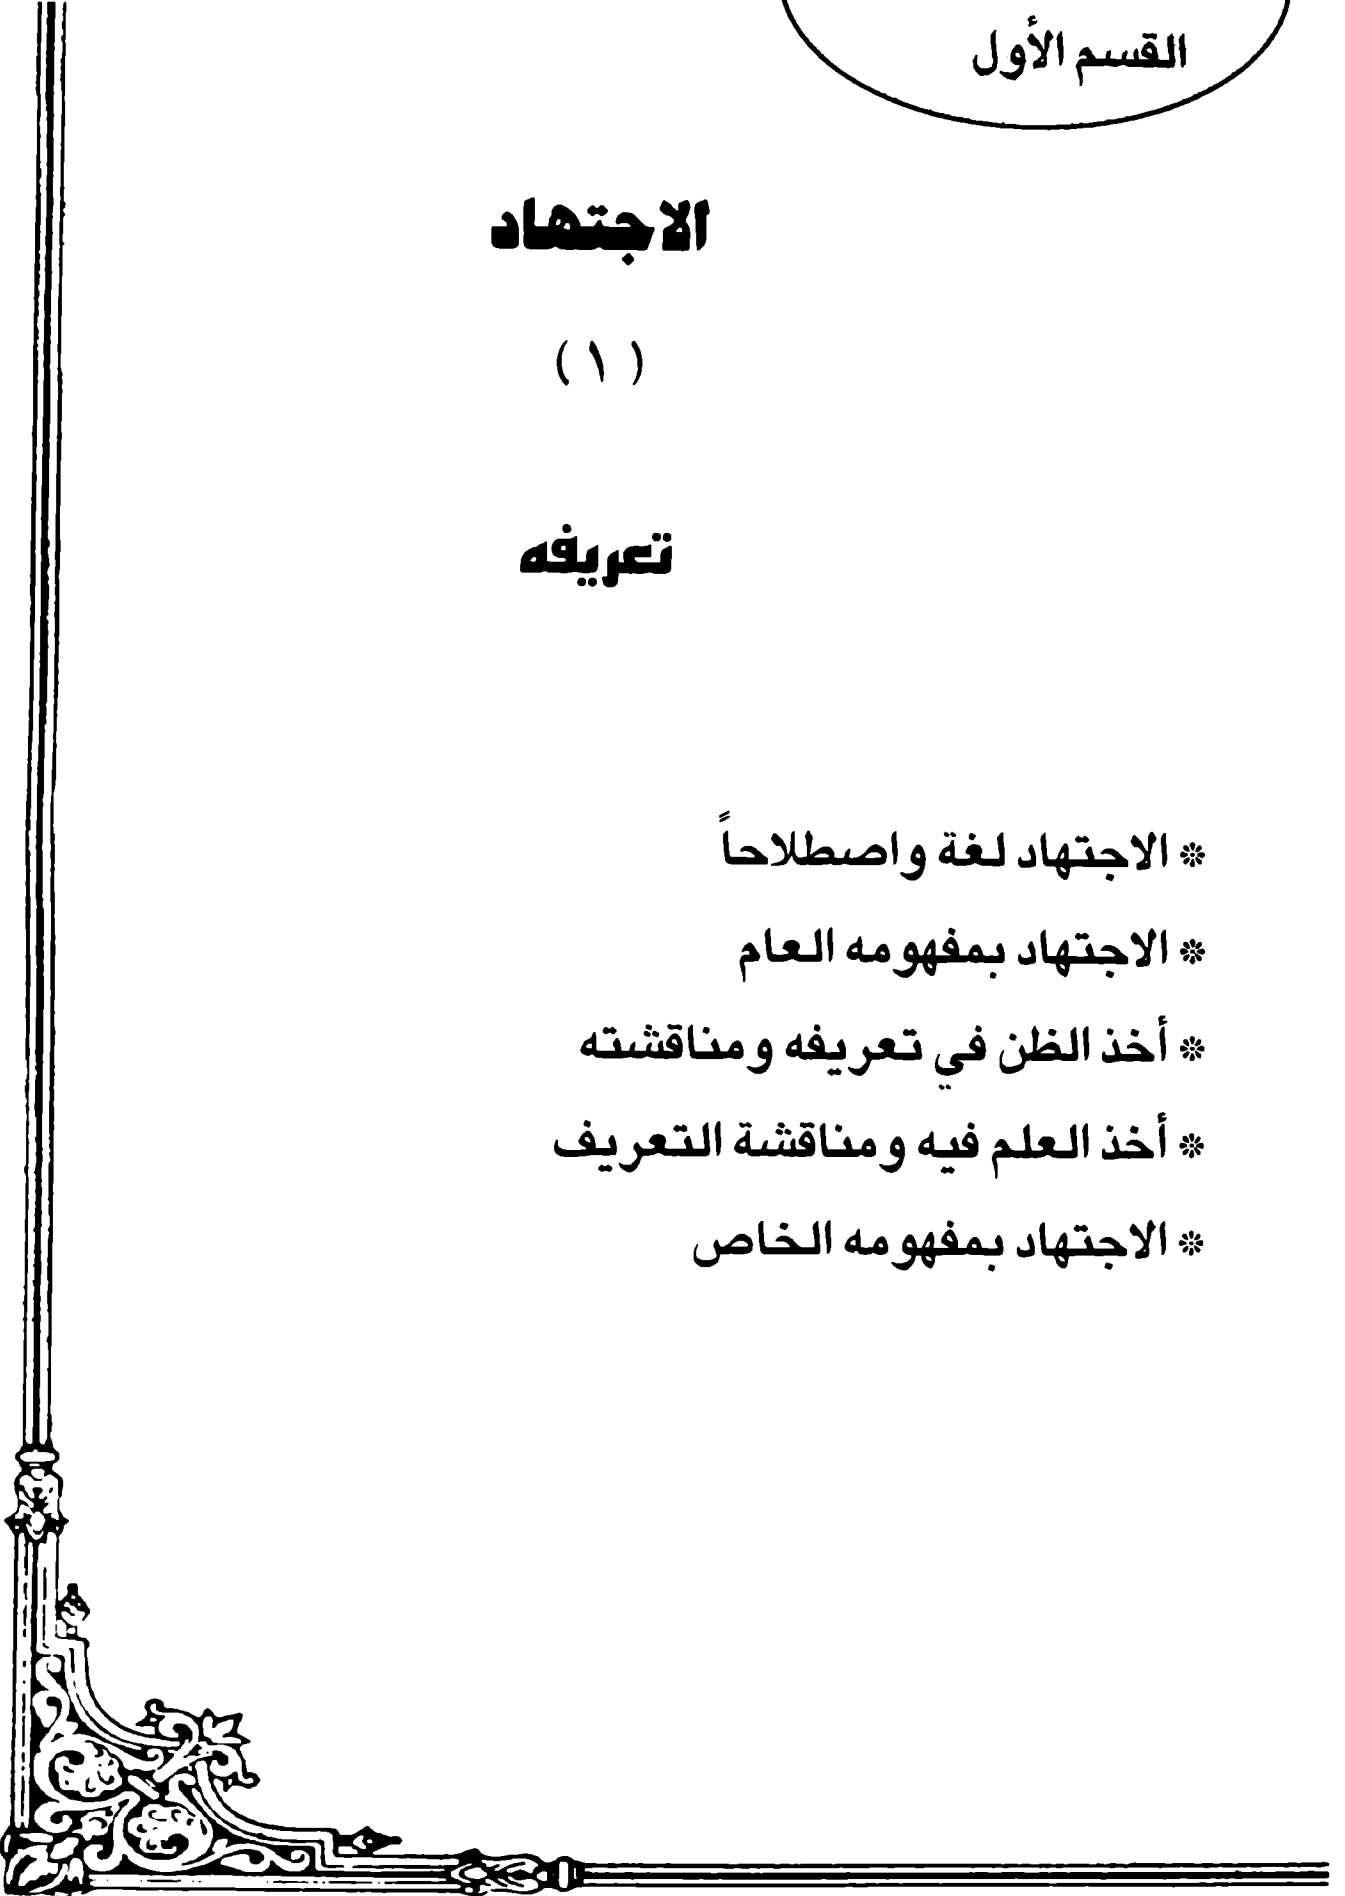 القسم الأول
الاجتهاد
( ١ )
تعريفه
❊ الاجتهاد لغة واصطلاحاً
❊ الاجتهاد بمفهومه العام
❊ أخذ الظن في تعريفه ومناقشته
❊ أخذ العلم فيه ومناقشة التعريف
❊ الاجتهاد بمفهومه الخاص